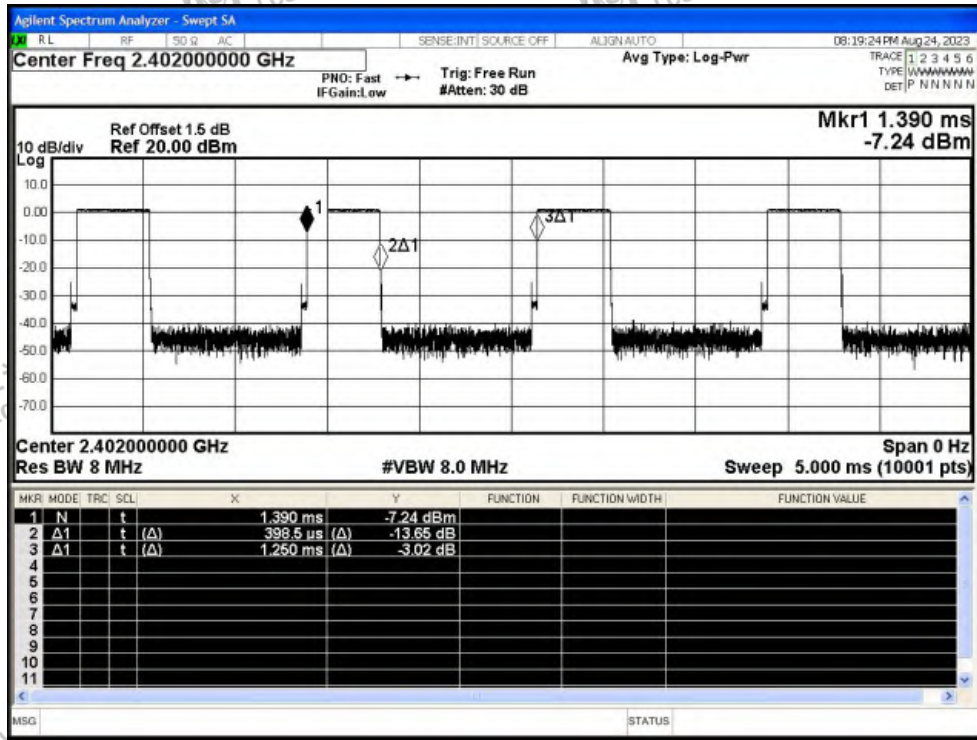 Agilent Spectrum Analyzer - Swept SA
LXI RL RF 50 Ω AC SENSE:INT SOURCE OFF ALIGN AUTO 08:19:24 PM Aug 24, 2023
Center Freq 2.402000000 GHz Avg Type: Log-Pwr TRACE 1 2 3 4 5 6
PNO: Fast Trig: Free Run TYPE WWWWWW
IFGain:Low #Atten: 30 dB DET P N N N N N
Mkr1 1.390 ms
Ref Offset 1.5 dB
10 dB/div Ref 20.00 dBm -7.24 dBm
Log
10.0
0.00
1
3Δ1
-10.0
2Δ1
-20.0
-30.0
-40.0
-50.0
-60.0
-70.0
Center 2.402000000 GHz Span 0 Hz
Res BW 8 MHz #VBW 8.0 MHz Sweep 5.000 ms (10001 pts)
MKR MODE TRC SCL X Y FUNCTION FUNCTION WIDTH FUNCTION VALUE
1 N t 1.390 ms -7.24 dBm
2 Δ1 t (Δ) 398.5 µs (Δ) -13.65 dB
3 Δ1 t (Δ) 1.250 ms (Δ) -3.02 dB
4
5
6
7
8
9
10
11
MSG STATUS